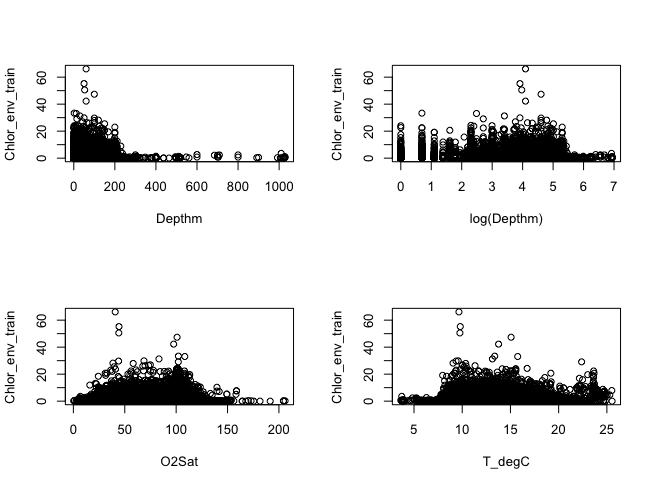 Chlor_env_train
0 20 40 60
0 200 400 600 800 1000
Depthm
Chlor_env_train
0 20 40 60
0 1 2 3 4 5 6 7
log(Depthm)
Chlor_env_train
0 20 40 60
0 50 100 150 200
O2Sat
Chlor_env_train
0 20 40 60
5 10 15 20 25
T_degC